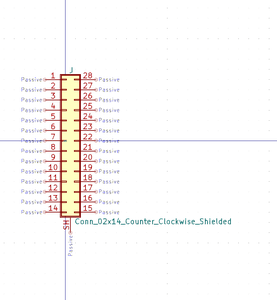 J
Passive 1 28 Passive
Passive 2 27 Passive
Passive 3 26 Passive
Passive 4 25 Passive
Passive 5 24 Passive
Passive 6 23 Passive
Passive 7 22 Passive
Passive 8 21 Passive
Passive 9 20 Passive
Passive 10 19 Passive
Passive 11 18 Passive
Passive 12 17 Passive
Passive 13 16 Passive
Passive 14 15 Passive
SH
Passive
Conn_02x14_Counter_Clockwise_Shielded